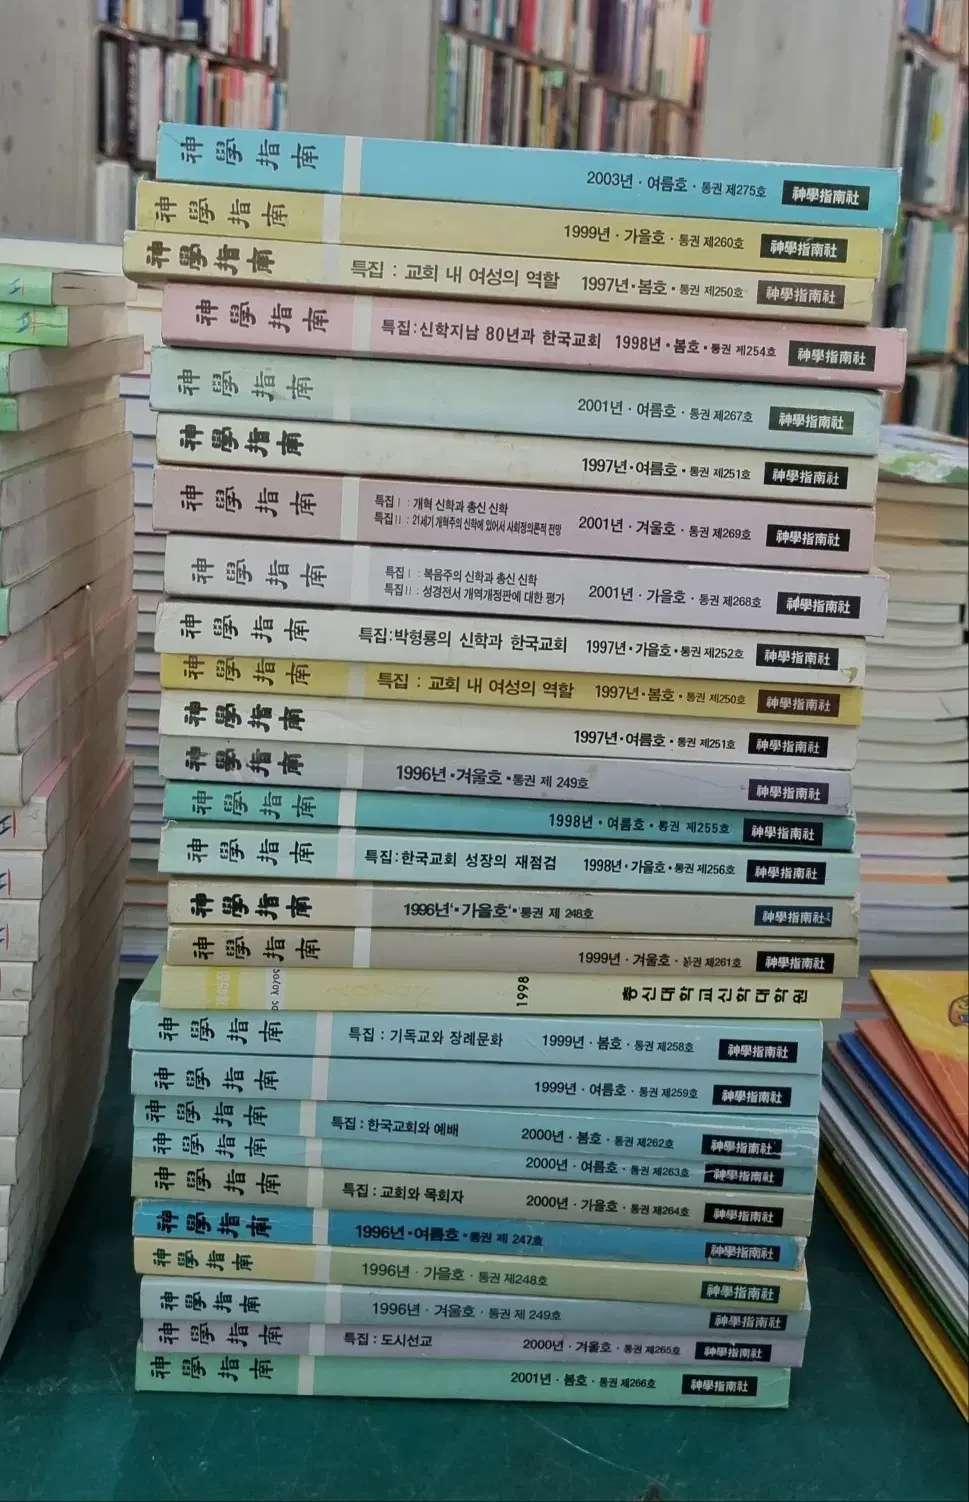 神學指南 2003년·여름호·통권 제275호 神學指南社
神學指南 1999년·가을호·통권 제260호 神學指南社
神學指南 특집 : 교회 내 여성의 역할 1997년·봄호·통권 제250호 神學指南社
神學指南 특집:신학지남 80년과 한국교회 1998년·봄호·통권 제254호 神學指南社
神學指南 2001년·여름호·통권 제267호 神學指南社
神學指南 1997년·여름호·통권 제251호 神學指南社
神學指南 특집Ⅰ : 개혁 신학과 총신 신학
특집Ⅱ : 21세기 개혁주의 신학에 있어서 사회정의론적 전망 2001년·겨울호·통권 제269호 神學指南社
神學指南 특집Ⅰ : 복음주의 신학과 총신 신학
특집Ⅱ : 성경전서 개역개정판에 대한 평가 2001년·가을호·통권 제268호 神學指南社
神學指南 특집:박형룡의 신학과 한국교회 1997년·가을호·통권 제252호 神學指南社
神學指南 특집 : 교회 내 여성의 역할 1997년·봄호·통권 제250호 神學指南社
神學指南 1997년·여름호·통권 제251호 神學指南社
神學指南 1996년·겨울호·통권 제 249호 神學指南社
神學指南 1998년·여름호·통권 제255호 神學指南社
神學指南 특집:한국교회 성장의 재점검 1998년·가을호·통권 제256호 神學指南社
神學指南 1996년·가을호·통권 제 248호 神學指南社
神學指南 1999년·겨울호·통권 제261호 神學指南社
1998 총신대학교신학대학원
神學指南 특집 : 기독교와 장례문화 1999년·봄호·통권 제258호 神學指南社
神學指南 1999년·여름호·통권 제259호 神學指南社
神學指南 특집 : 한국교회와 예배 2000년·봄호·통권 제262호 神學指南社
神學指南 2000년·여름호·통권 제263호 神學指南社
神學指南 특집 : 교회와 목회자 2000년·가을호·통권 제264호 神學指南社
神學指南 1996년·여름호·통권 제 247호 神學指南社
神學指南 1996년·가을호·통권 제248호 神學指南社
神學指南 1996년·겨울호·통권 제 249호 神學指南社
神學指南 특집 : 도시선교 2000년·겨울호·통권 제265호 神學指南社
神學指南 2001년·봄호·통권 제266호 神學指南社